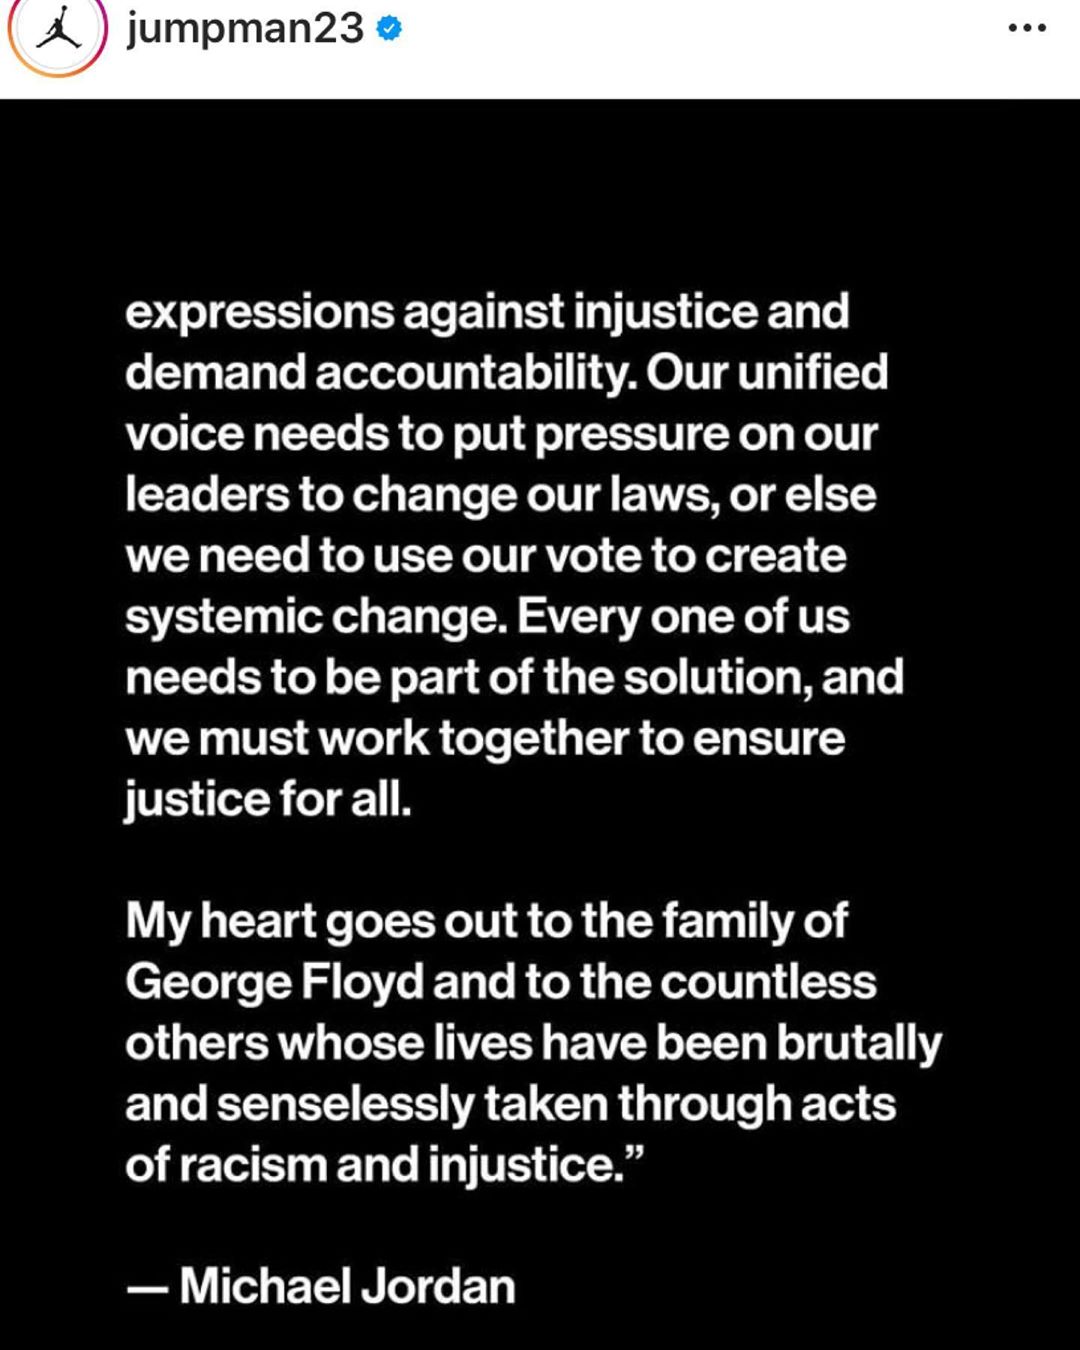 jumpman23
expressions against injustice and
demand accountability. Our unified
voice needs to put pressure on our
leaders to change our laws, or else
we need to use our vote to create
systemic change. Every one of us
needs to be part of the solution, and
we must work together to ensure
justice for all.
My heart goes out to the family of
George Floyd and to the countless
others whose lives have been brutally
and senselessly taken through acts
of racism and injustice.”
— Michael Jordan